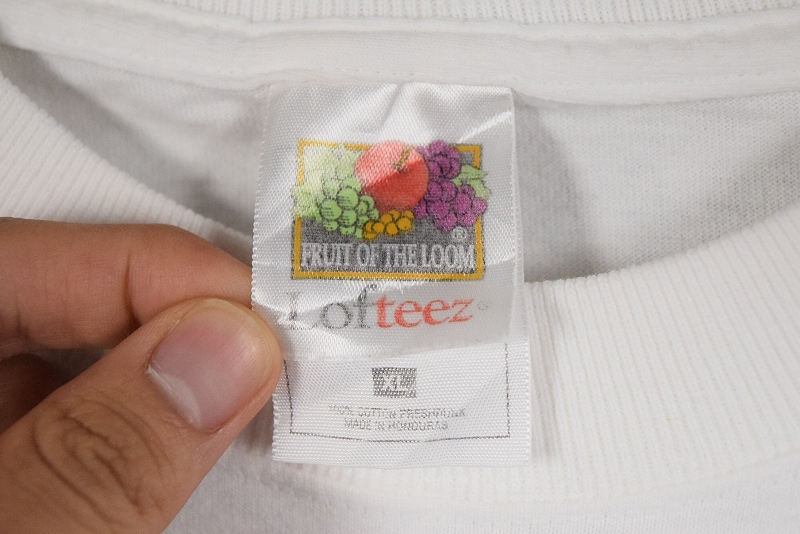 ®
FRUIT OF THE LOOM
Lofteez®
XL
100% COTTON PRESHRUNK
MADE IN HONDURAS